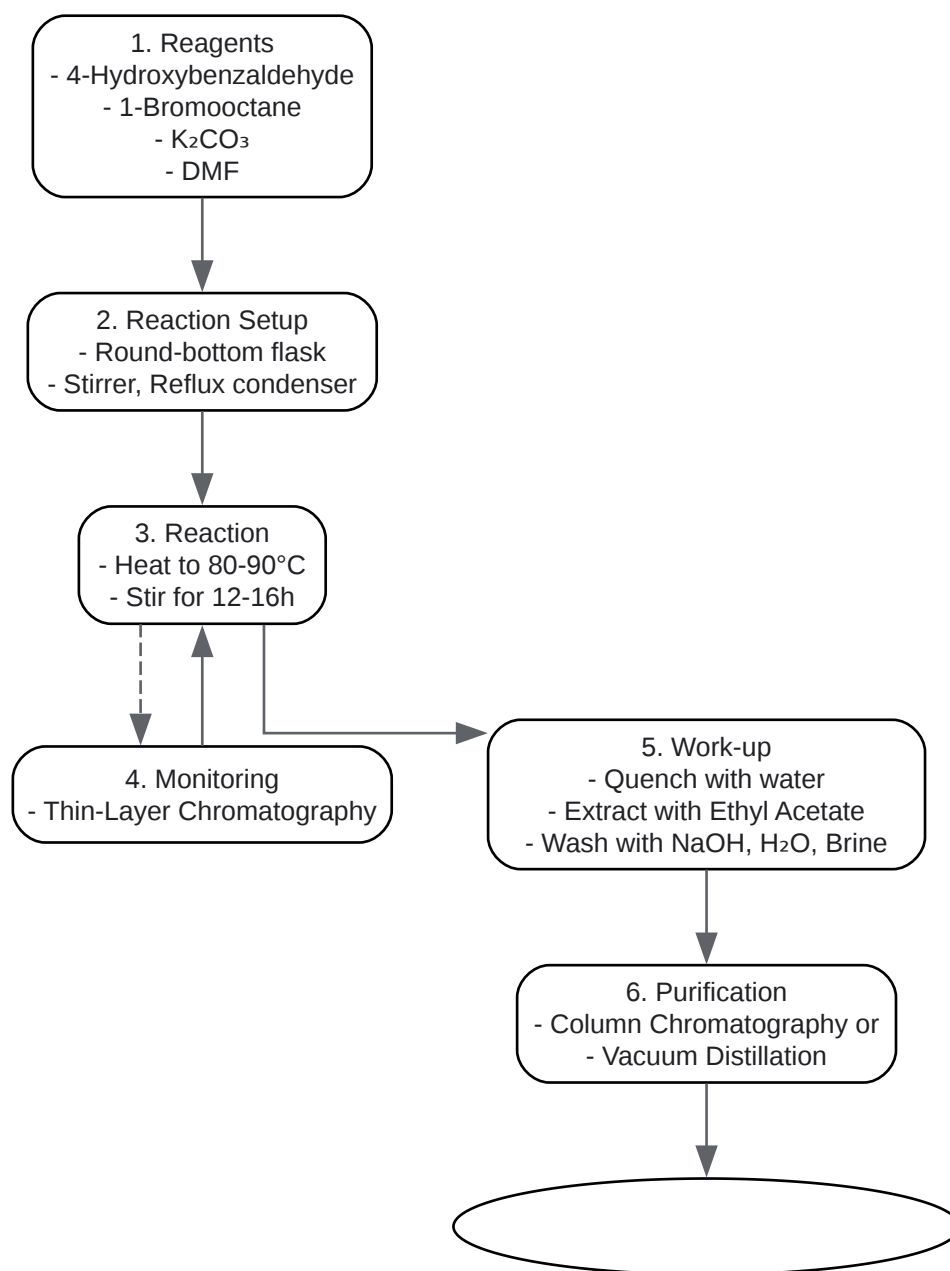 1. Reagents
- 4-Hydroxybenzaldehyde
- 1-Bromooctane
- K₂CO₃
- DMF
2. Reaction Setup
- Round-bottom flask
- Stirrer, Reflux condenser
3. Reaction
- Heat to 80-90°C
- Stir for 12-16h
4. Monitoring
- Thin-Layer Chromatography
5. Work-up
- Quench with water
- Extract with Ethyl Acetate
- Wash with NaOH, H₂O, Brine
6. Purification
- Column Chromatography or
- Vacuum Distillation